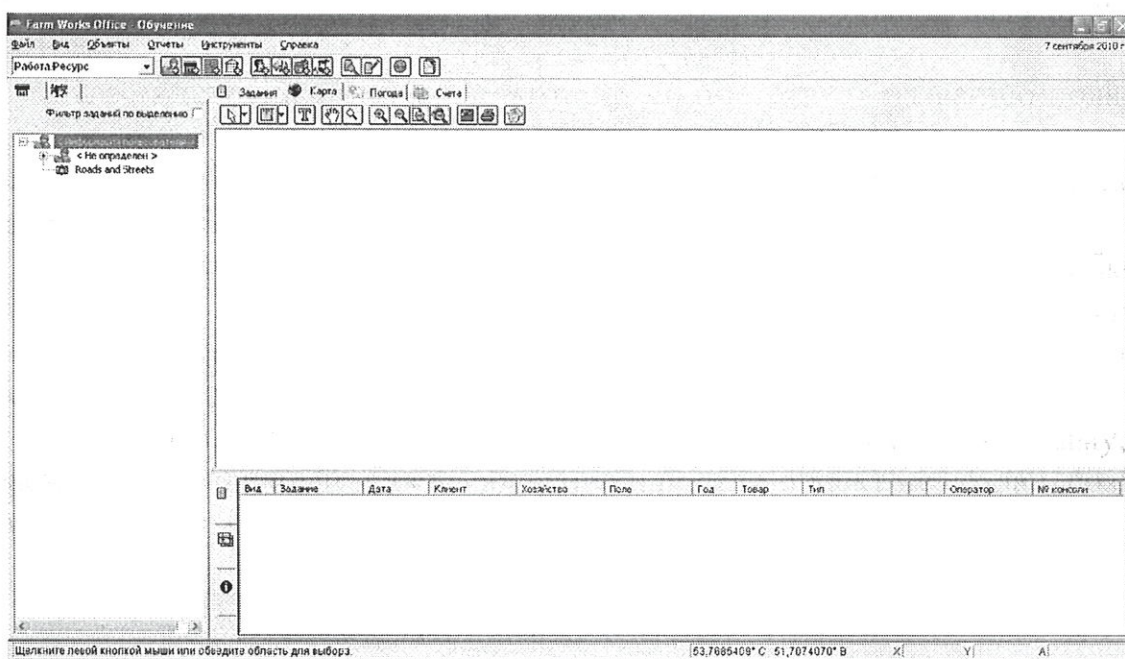 Farm Works Office - Обучение
Файл Вид Объекты Отчеты Инструменты Справка
7 сентября 2010 г
Работа Ресурс
Задания Карта Погода Счета
Фильтр заданий по выделению
< Не определен >
Roads and Streets
Вид Задание Дата Клиент Хозяйство Поле Год Товар Тип Оператор № консоли
Щелкните левой кнопкой мыши или обведите область для выбора.
53,7685409° С 51,7074070° В X Y A